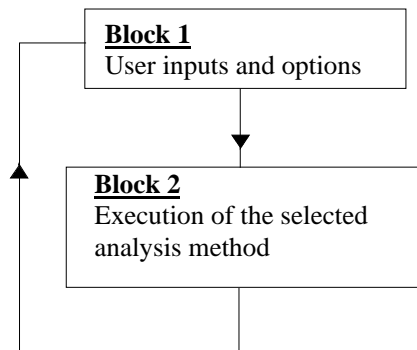 Block 1
User inputs and options
Block 2
Execution of the selected
analysis method